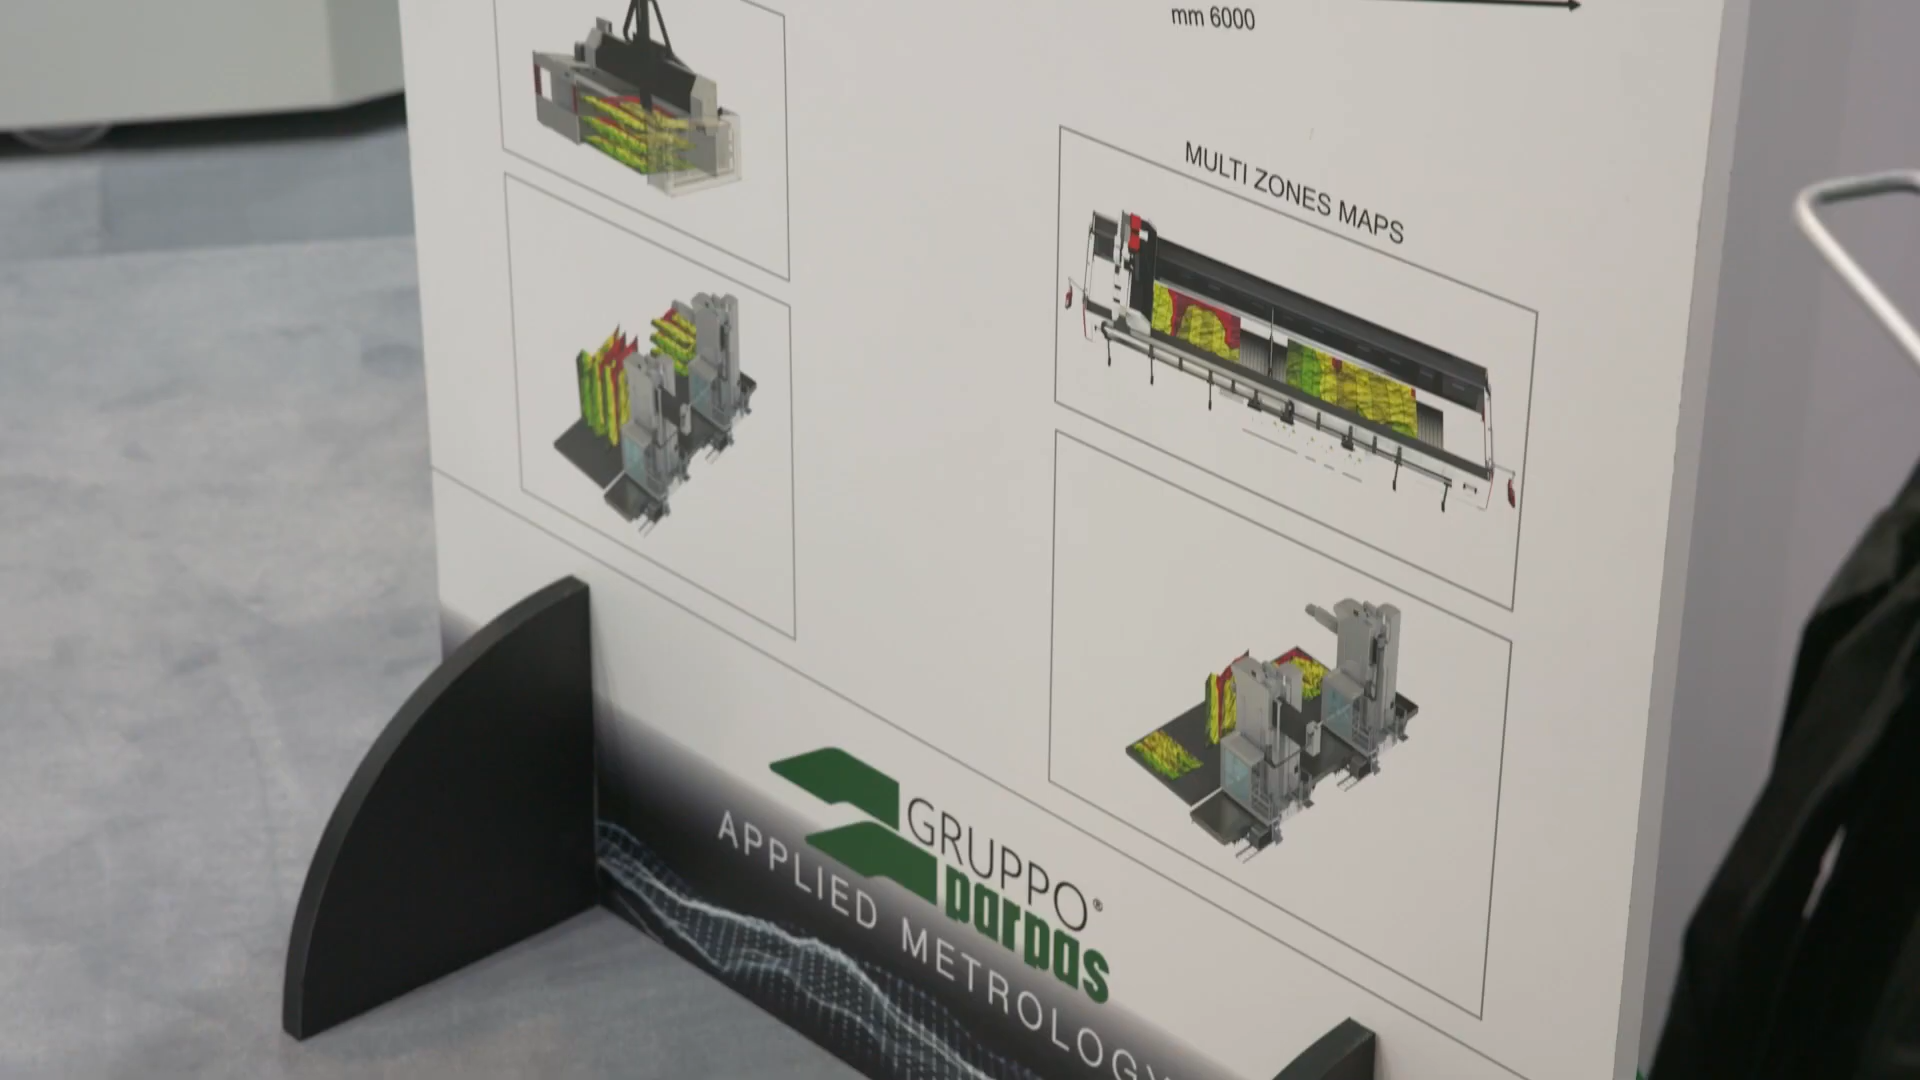 mm 6000
MULTI ZONES MAPS
GRUPPO®
parpas
APPLIED METROLOGY